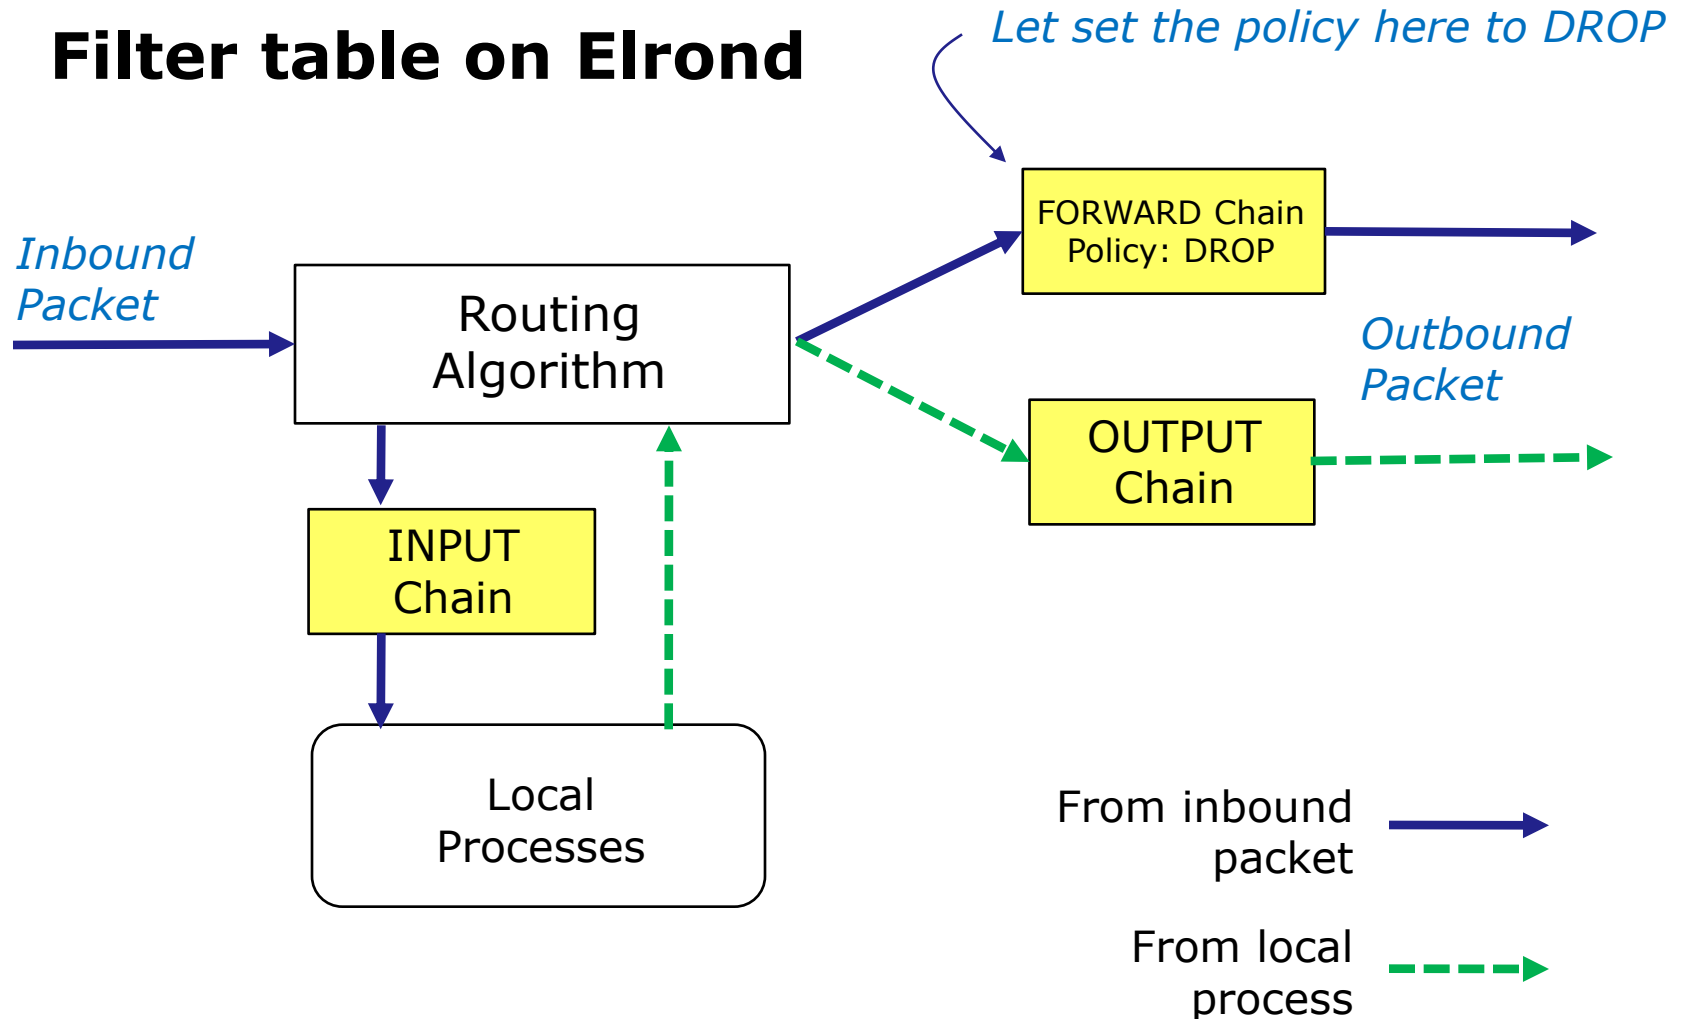 Filter table on Elrond
Let set the policy here to DROP
FORWARD Chain
Policy: DROP
Inbound
Packet
Routing
Algorithm
Outbound
Packet
OUTPUT
Chain
INPUT
Chain
Local
Processes
From inbound
packet
From local
process